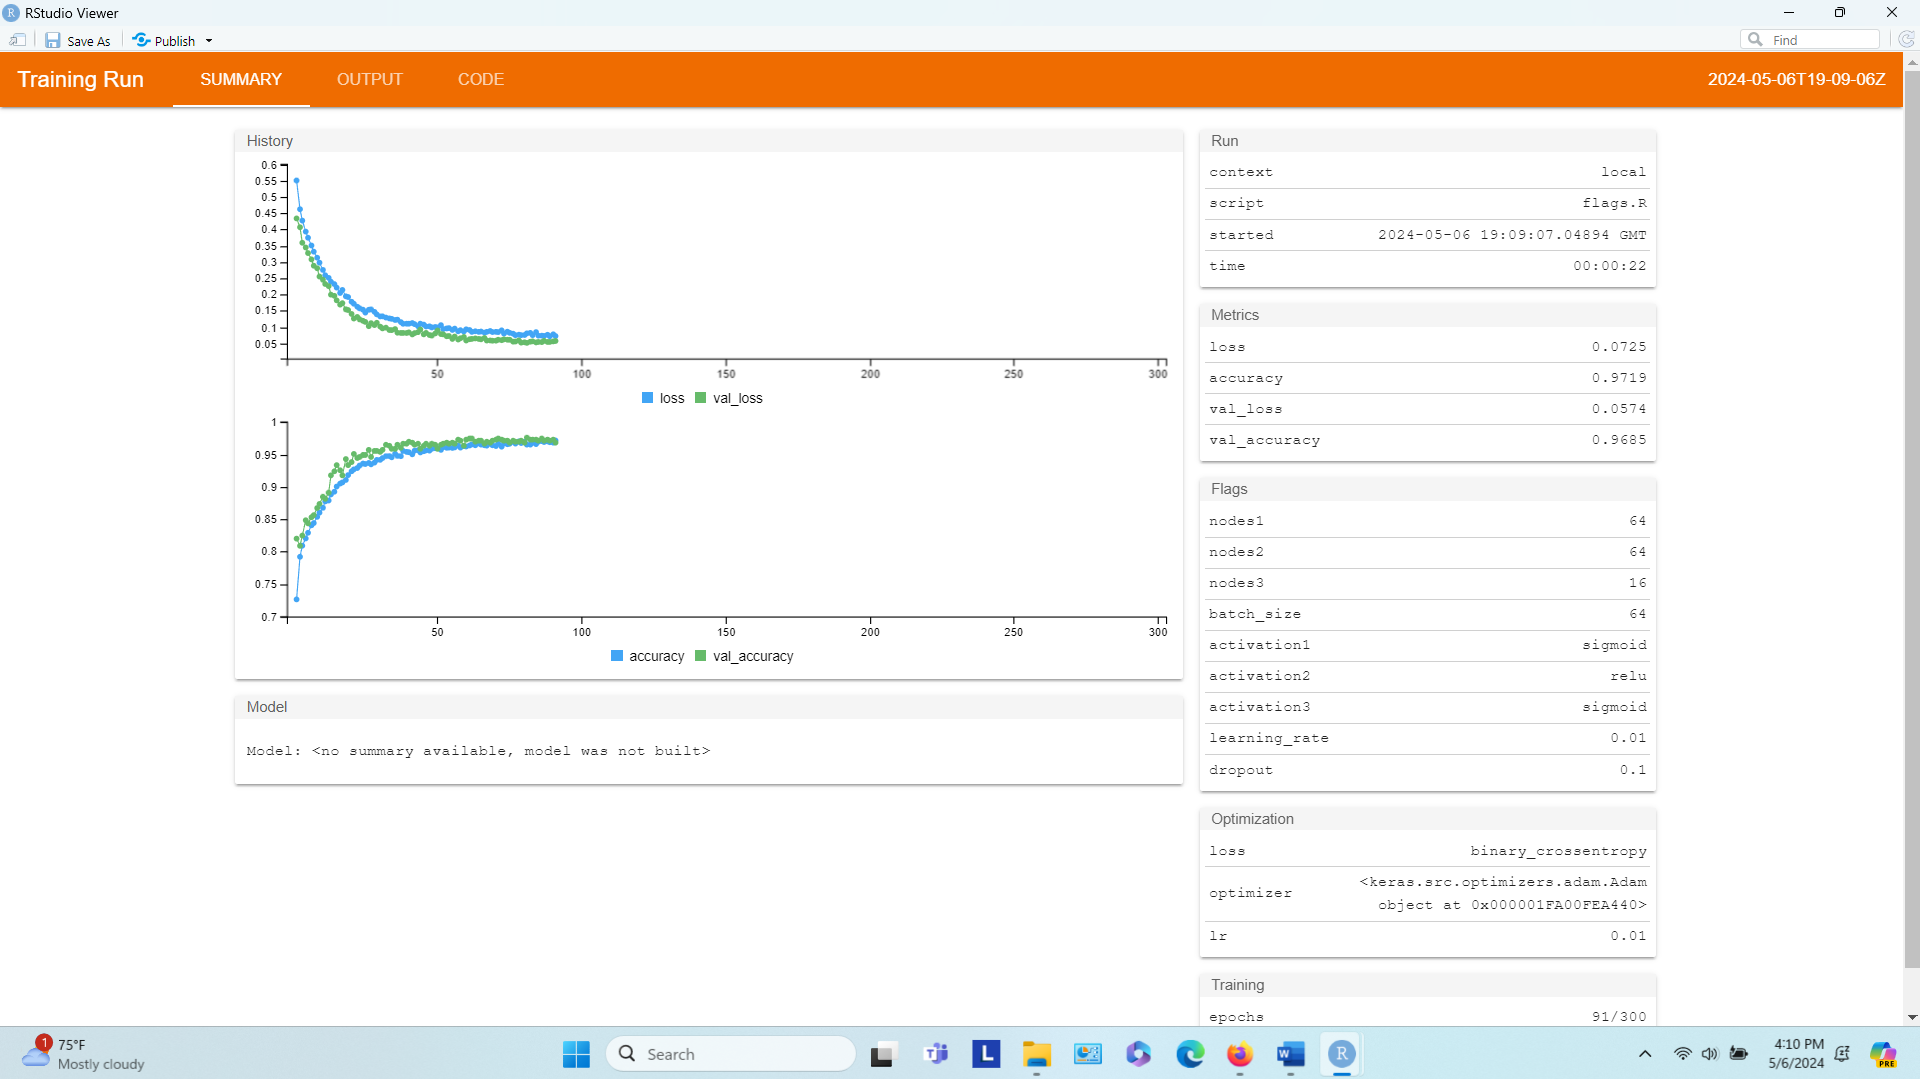 RStudio Viewer
Save As Publish Find
Training Run SUMMARY OUTPUT CODE 2024-05-06T19-09-06Z
History
0.6
0.55
0.5
0.45
0.4
0.35
0.3
0.25
0.2
0.15
0.1
0.05
50 100 150 200 250 300
loss val_loss
1
0.95
0.9
0.85
0.8
0.75
0.7
50 100 150 200 250 300
accuracy val_accuracy
Model
Model: <no summary available, model was not built>
Run
context local
script flags.R
started 2024-05-06 19:09:07.04894 GMT
time 00:00:22
Metrics
loss 0.0725
accuracy 0.9719
val_loss 0.0574
val_accuracy 0.9685
Flags
nodes1 64
nodes2 64
nodes3 16
batch_size 64
activation1 sigmoid
activation2 relu
activation3 sigmoid
learning_rate 0.01
dropout 0.1
Optimization
loss binary_crossentropy
optimizer <keras.src.optimizers.adam.Adam
object at 0x000001FA00FEA440>
lr 0.01
Training
epochs 91/300
1 75°F
Mostly cloudy
Search
L
W
R
4:10 PM
5/6/2024
PRE